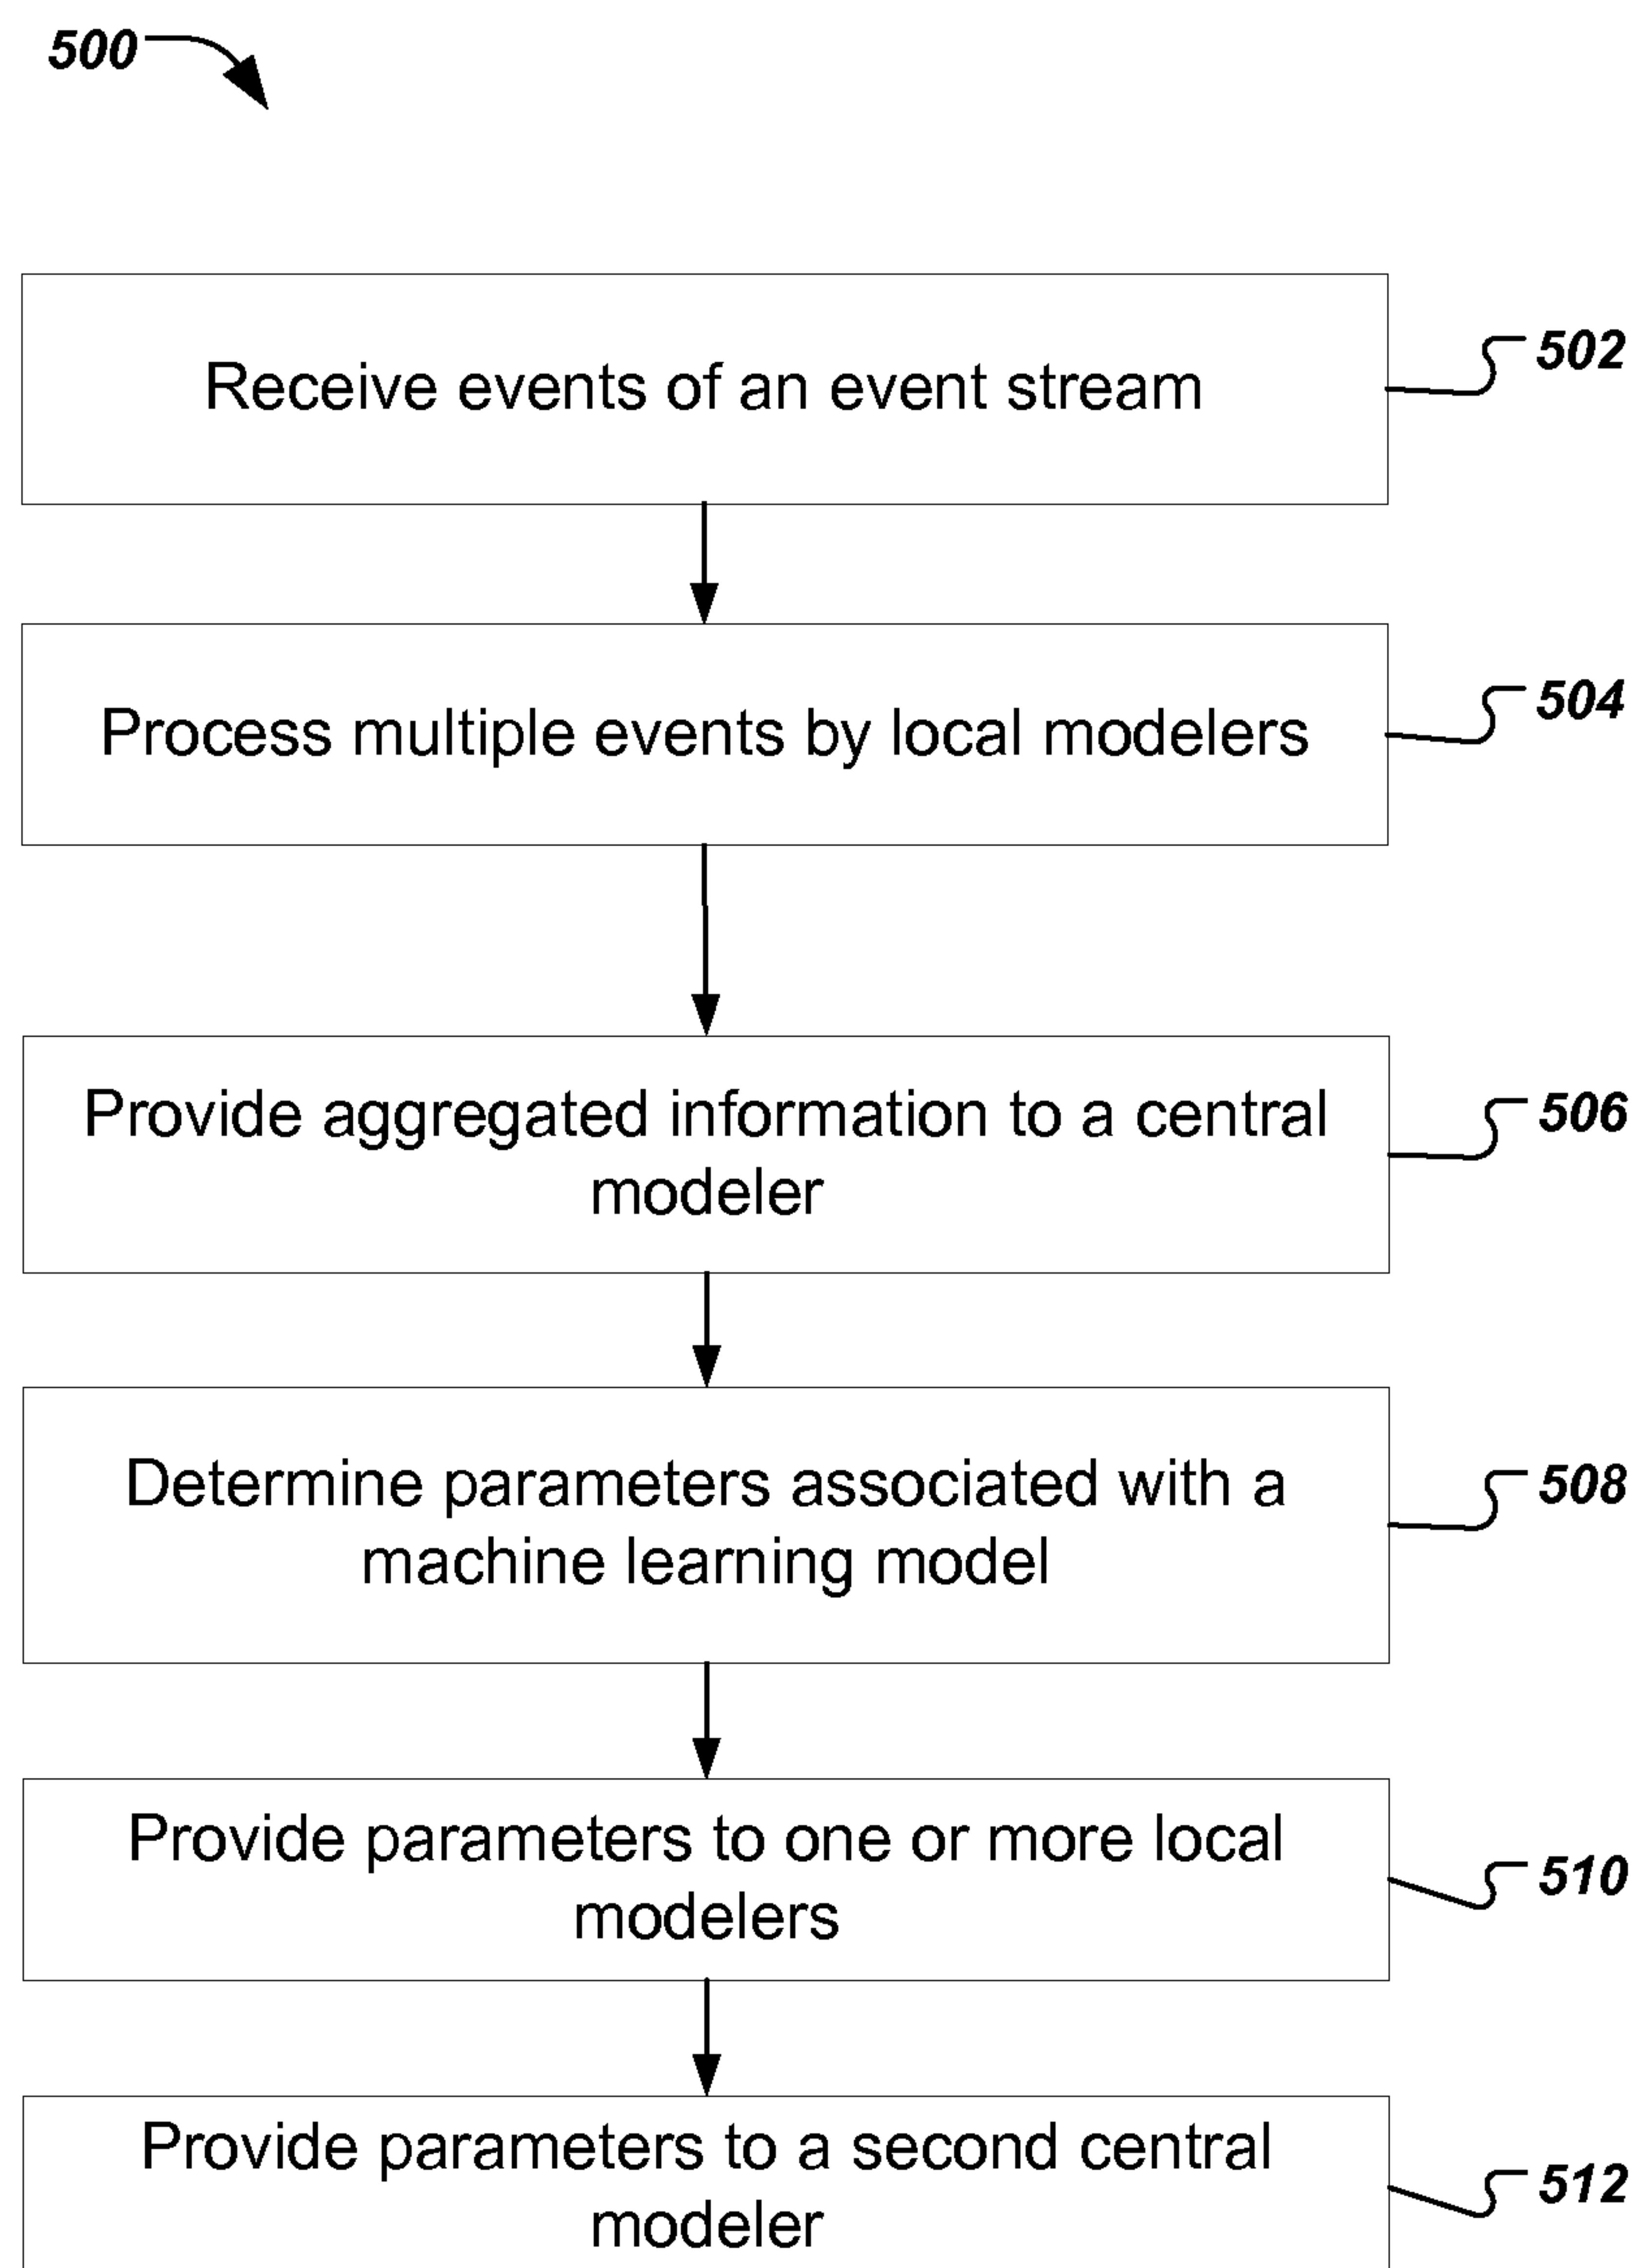 500
Receive events of an event stream
502
Process multiple events by local modelers
504
Provide aggregated information to a central
modeler
506
Determine parameters associated with a
machine learning model
508
Provide parameters to one or more local
modelers
510
Provide parameters to a second central
modeler
512